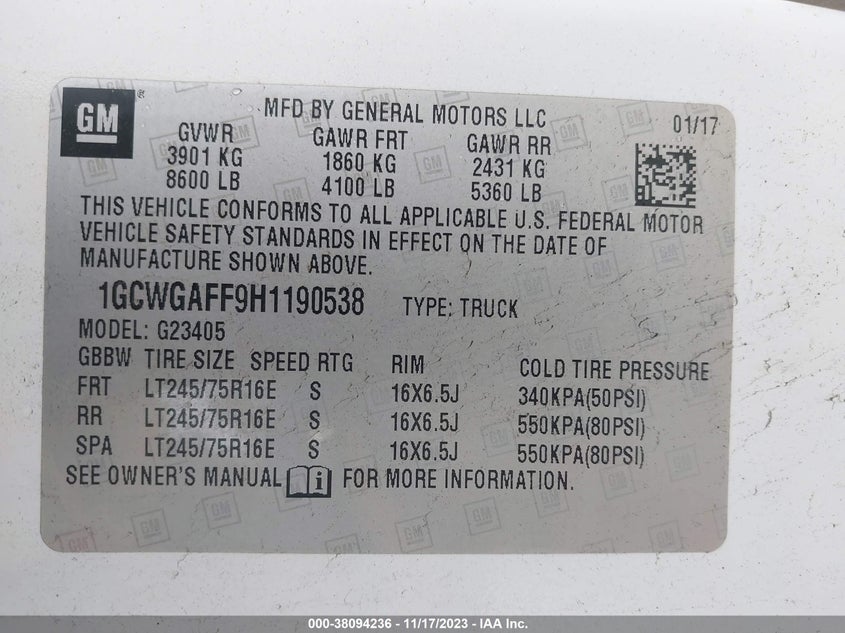 GM
MFD BY GENERAL MOTORS LLC
01/17
GVWR GAWR FRT GAWR RR
3901 KG 1860 KG 2431 KG
8600 LB 4100 LB 5360 LB
THIS VEHICLE CONFORMS TO ALL APPLICABLE U.S. FEDERAL MOTOR
VEHICLE SAFETY STANDARDS IN EFFECT ON THE DATE OF
MANUFACTURE SHOWN ABOVE.
1GCWGAFF9H1190538 TYPE: TRUCK
MODEL: G23405
GBBW TIRE SIZE SPEED RTG RIM COLD TIRE PRESSURE
FRT LT245/75R16E S 16X6.5J 340KPA(50PSI)
RR LT245/75R16E S 16X6.5J 550KPA(80PSI)
SPA LT245/75R16E S 16X6.5J 550KPA(80PSI)
SEE OWNER'S MANUAL i FOR MORE INFORMATION.
000-38094236 - 11/17/2023 - IAA Inc.